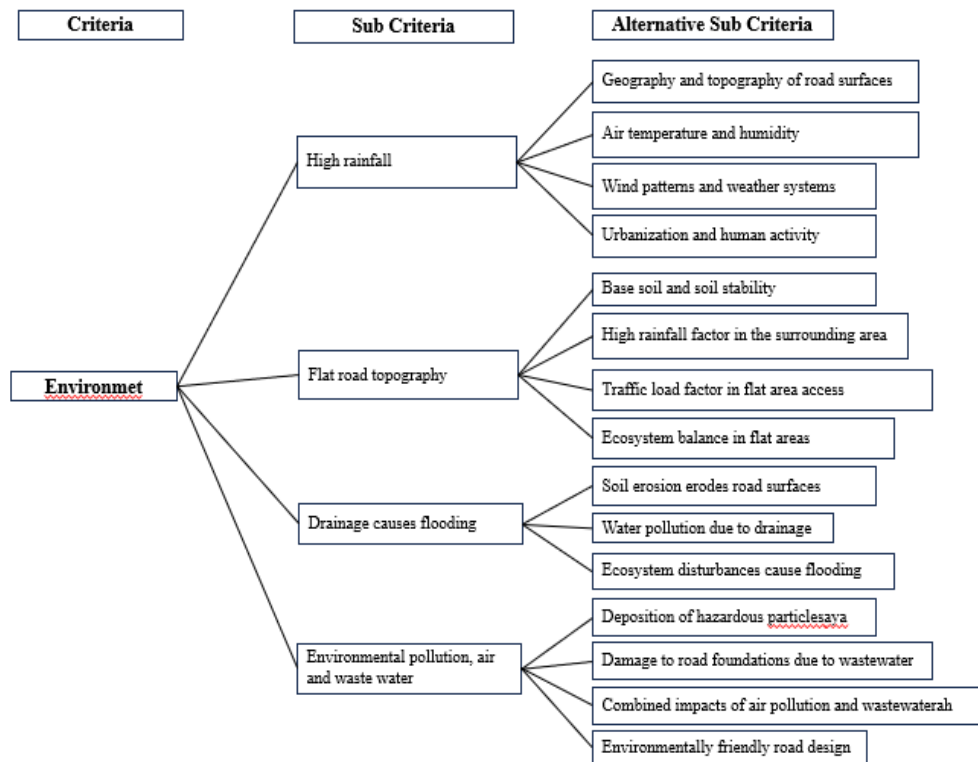 Criteria
Sub Criteria
Alternative Sub Criteria
Geography and topography of road surfaces
Air temperature and humidity
High rainfall
Wind patterns and weather systems
Urbanization and human activity
Base soil and soil stability
High rainfall factor in the surrounding area
Flat road topography
Traffic load factor in flat area access
Ecosystem balance in flat areas
Environmet
Soil erosion erodes road surfaces
Drainage causes flooding
Water pollution due to drainage
Ecosystem disturbances cause flooding
Deposition of hazardous particlesaya
Environmental pollution, air
and waste water
Damage to road foundations due to wastewater
Combined impacts of air pollution and wastewaterah
Environmentally friendly road design